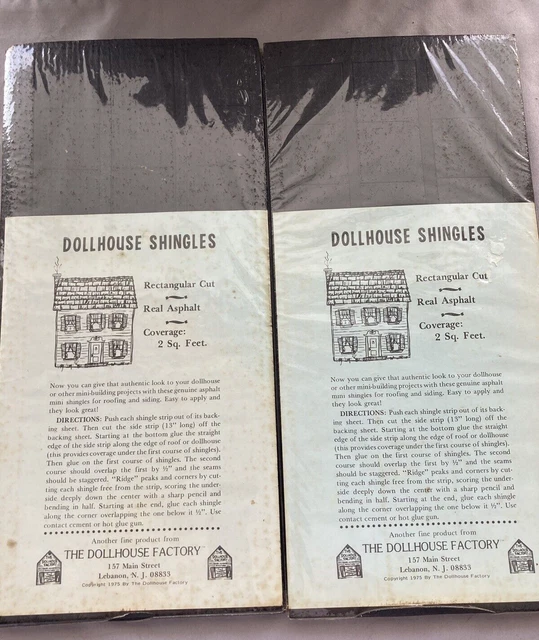 DOLLHOUSE SHINGLES
Rectangular Cut
Real Asphalt
Coverage:
2 Sq. Feet.
Now you can give that authentic look to your dollhouse
or other mini-building projects with these genuine asphalt
mini shingles for roofing and siding. Easy to apply and
they look great!
DIRECTIONS: Push each shingle strip out of its back-
ing sheet. Then cut the side strip (13" long) off the
backing sheet. Starting at the bottom glue the straight
edge of the side strip along the edge of roof or dollhouse
(this provides coverage under the first course of shingles).
Then glue on the first course of shingles. The second
course should overlap the first by ½" and the seams
should be staggered. "Ridge" peaks and corners by cut-
ting each shingle free from the strip, scoring the under-
side deeply down the center with a sharp pencil and
bending in half. Starting at the end, glue each shingle
along the corner overlapping the one below it ½". Use
contact cement or hot glue gun.
Another fine product from
THE DOLLHOUSE FACTORY™
157 Main Street
Lebanon, N. J. 08833
Copyright 1975 By The Dollhouse Factory
DOLLHOUSE SHINGLES
Rectangular Cut
Real Asphalt
Coverage:
2 Sq. Feet.
Now you can give that authentic look to your dollhouse
or other mini-building projects with these genuine asphalt
mini shingles for roofing and siding. Easy to apply and
they look great!
DIRECTIONS: Push each shingle strip out of its back-
ing sheet. Then cut the side strip (13" long) off the
backing sheet. Starting at the bottom glue the straight
edge of the side strip along the edge of roof or dollhouse
(this provides coverage under the first course of shingles).
Then glue on the first course of shingles. The second
course should overlap the first by ½" and the seams
should be staggered. "Ridge" peaks and corners by cut-
ting each shingle free from the strip, scoring the under-
side deeply down the center with a sharp pencil and
bending in half. Starting at the end, glue each shingle
along the corner overlapping the one below it ½". Use
contact cement or hot glue gun.
Another fine product from
THE DOLLHOUSE FACTORY™
157 Main Street
Lebanon, N. J. 08833
Copyright 1975 By The Dollhouse Factory